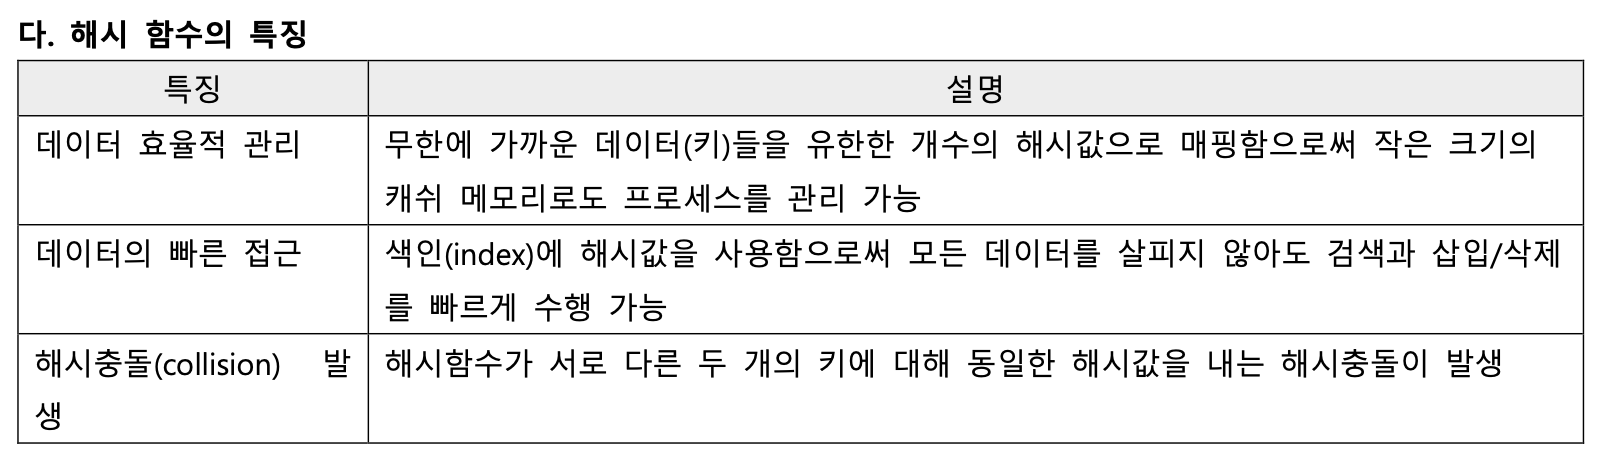 다. 해시 함수의 특징
특징 설명
데이터 효율적 관리 무한에 가까운 데이터(키)들을 유한한 개수의 해시값으로 매핑함으로써 작은 크기의
캐쉬 메모리로도 프로세스를 관리 가능
데이터의 빠른 접근 색인(index)에 해시값을 사용함으로써 모든 데이터를 살피지 않아도 검색과 삽입/삭제
를 빠르게 수행 가능
해시충돌(collision) 발 해시함수가 서로 다른 두 개의 키에 대해 동일한 해시값을 내는 해시충돌이 발생
생